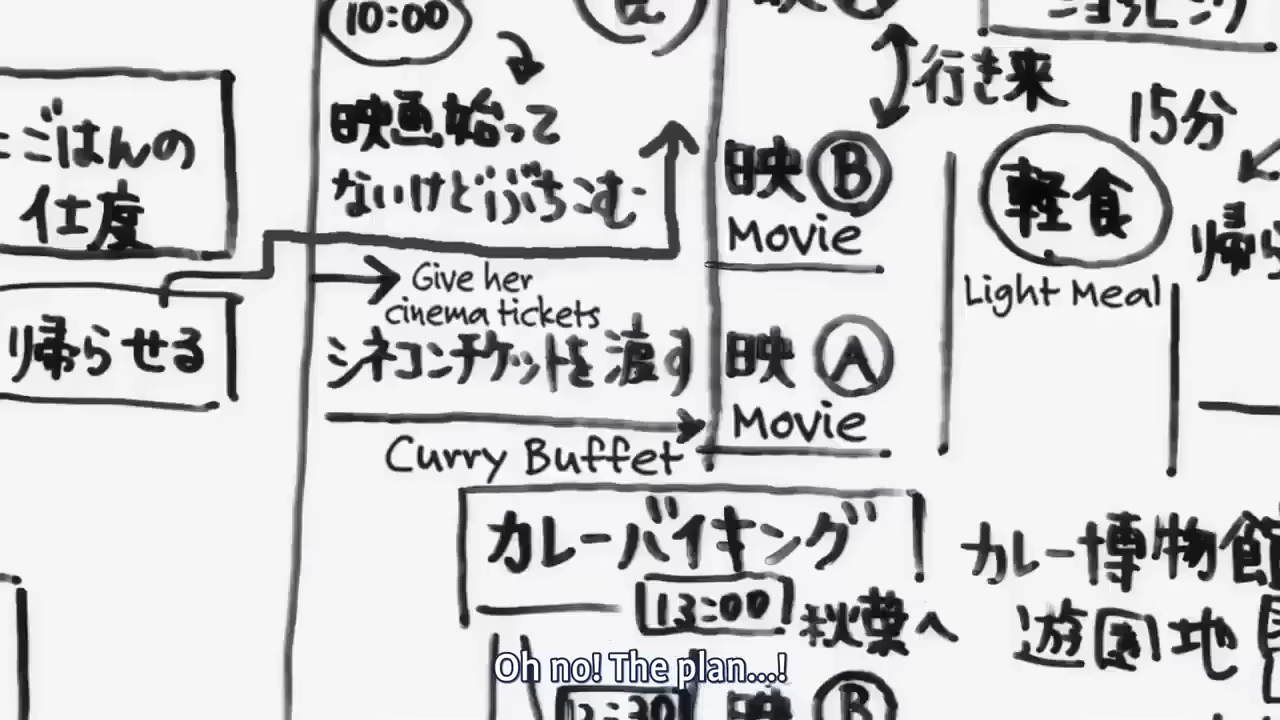 10:00
映画始って
ないけどぶちこむ
ごはんの
仕度
帰らせる
Give her
cinema tickets
シネコンチケットを渡す
行き来
映 B
Movie
映 A
Movie
15分
軽食
Light Meal
Curry Buffet
カレーバイキング
13:00
秋葉へ
カレー博物館
遊園地
映 B
Oh no! The plan...!